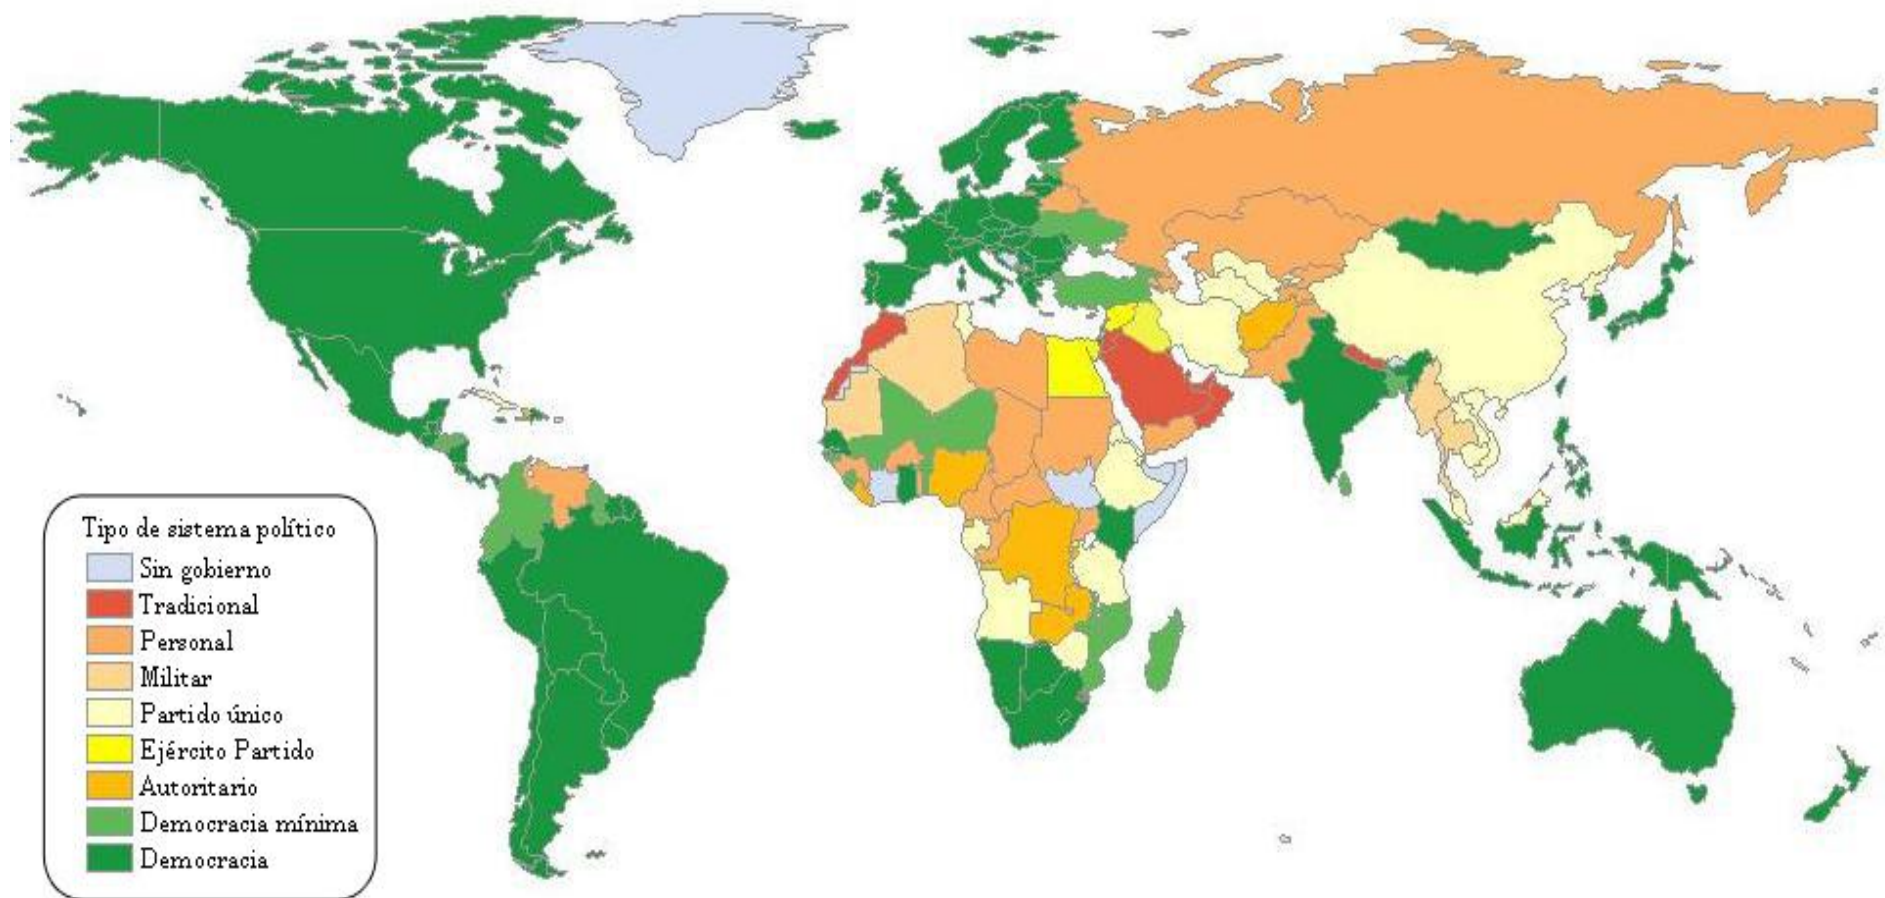 Tipo de sistema político
Sin gobierno
Tradicional
Personal
Militar
Partido único
Ejército Partido
Autoritario
Democracia mínima
Democracia